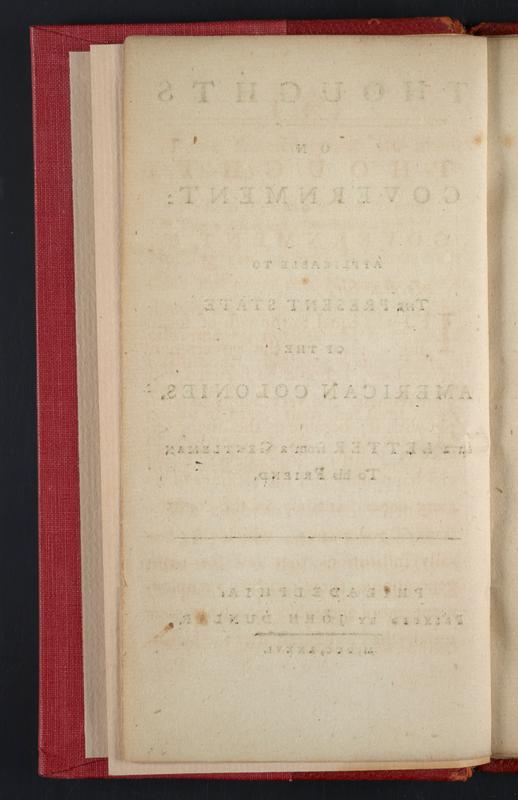 THOUGHTS
ON
GOVERNMENT:
APPLICABLE TO
THE PRESENT STATE
OF THE
AMERICAN COLONIES.
In a LETTER from a GENTLEMAN
To his FRIEND.
PHILADELPHIA:
PRINTED BY JOHN DUNLAP.
M,DCC,LXXVI.